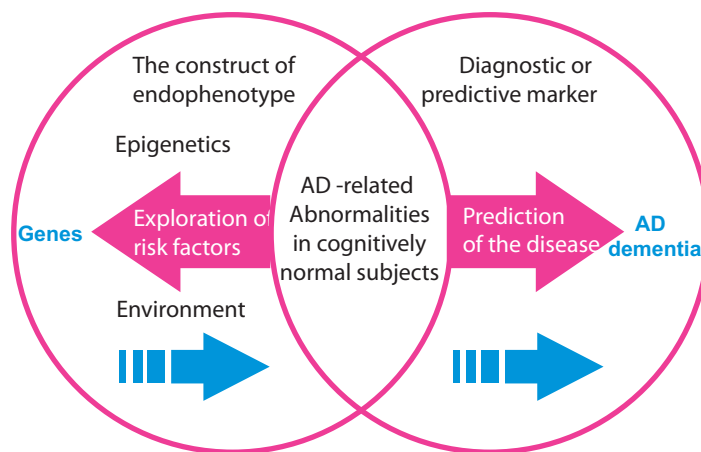 The construct of
endophenotype
Diagnostic or
predictive marker
Epigenetics
Genes
Exploration of
risk factors
AD -related
Abnormalities
in cognitively
normal subjects
Prediction
of the disease
AD
dementia
Environment